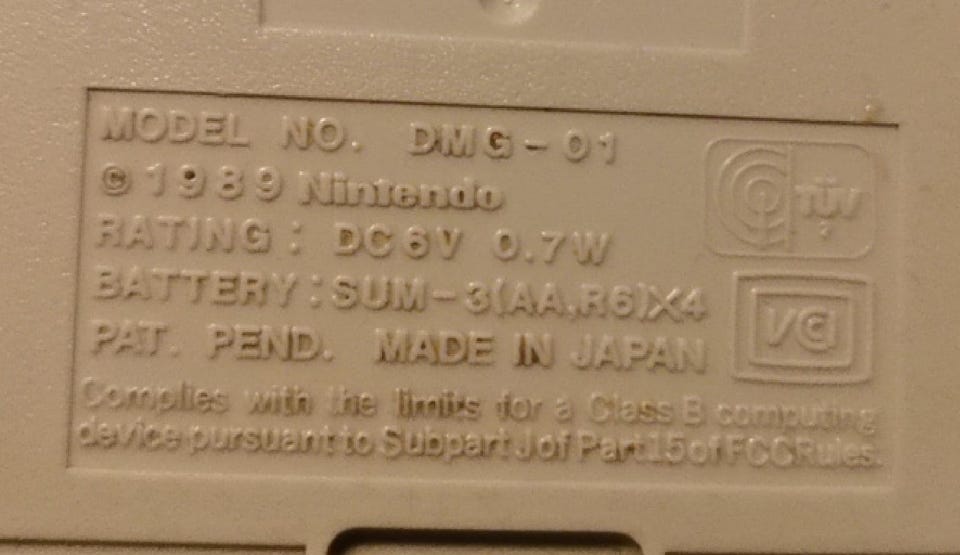 MODEL NO. DMG-01
© 1989 Nintendo
RATING : DC 6V 0.7W
BATTERY : SUM-3(AA,R6)X4
PAT. PEND. MADE IN JAPAN
Complies with the limits for a Class B computing
device pursuant to Subpart J of Part 15 of FCC Rules.
TÜV
VCI